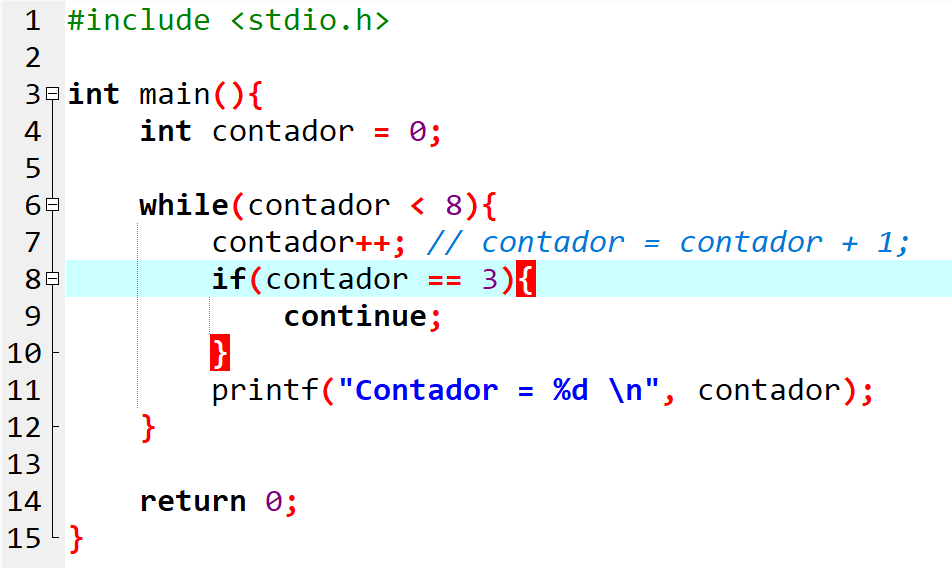 1 #include <stdio.h>
2
3 int main(){
4     int contador = 0;
5
6     while(contador < 8){
7         contador++; // contador = contador + 1;
8         if(contador == 3){
9             continue;
10         }
11         printf("Contador = %d \n", contador);
12     }
13
14     return 0;
15 }